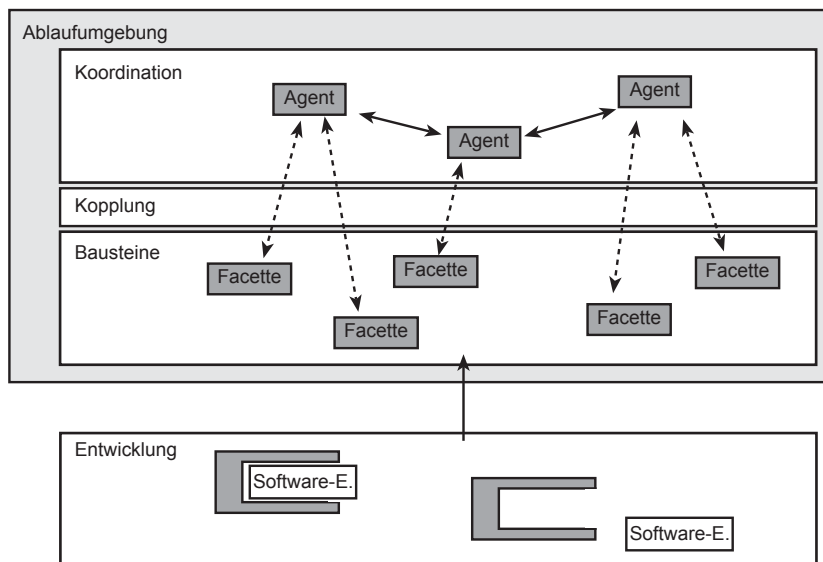 Ablaufumgebung
Koordination
Agent
Agent
Agent
Kopplung
Bausteine
Facette
Facette
Facette
Facette
Facette
Entwicklung
Software-E.
Software-E.